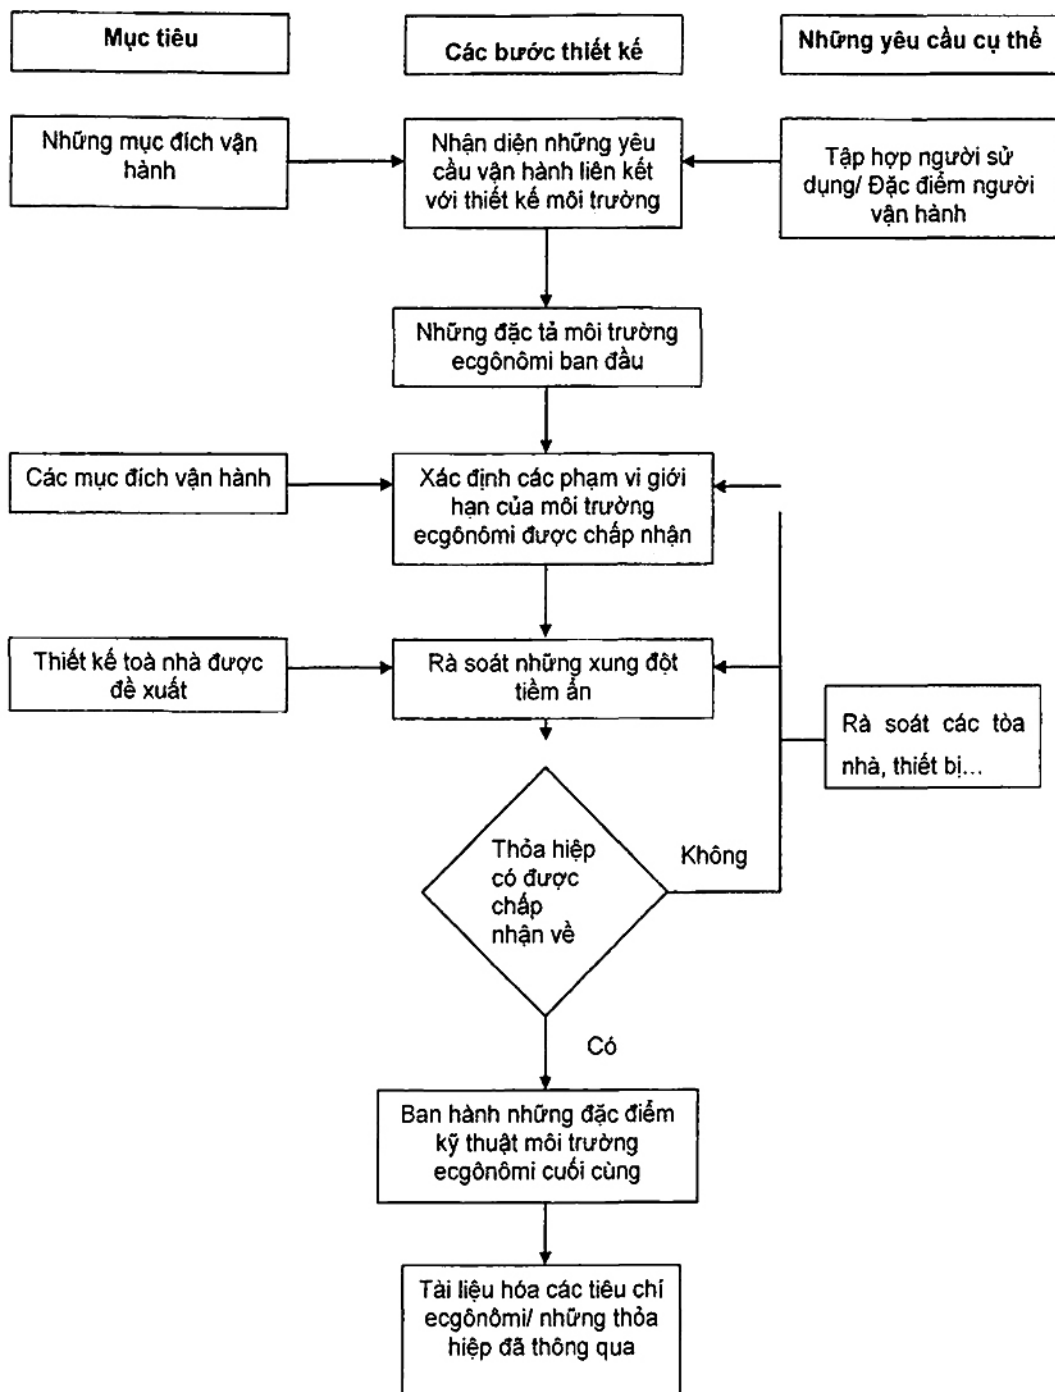 Mục tiêu
Các bước thiết kế
Những yêu cầu cụ thể
Những mục đích vận
hành
Nhận diện những yêu
cầu vận hành liên kết
với thiết kế môi trường
Tập hợp người sử
dụng/ Đặc điểm người
vận hành
Những đặc tả môi trường
ecgônômi ban đầu
Các mục đích vận hành
Xác định các phạm vi giới
hạn của môi trường
ecgônômi được chấp nhận
Thiết kế toà nhà được
đề xuất
Rà soát những xung đột
tiềm ẩn
Rà soát các tòa
nhà, thiết bị...
Thỏa hiệp
có được
chấp
nhận về
Không
Có
Ban hành những đặc điểm
kỹ thuật môi trường
ecgônômi cuối cùng
Tài liệu hóa các tiêu chí
ecgônômi/ những thỏa
hiệp đã thông qua